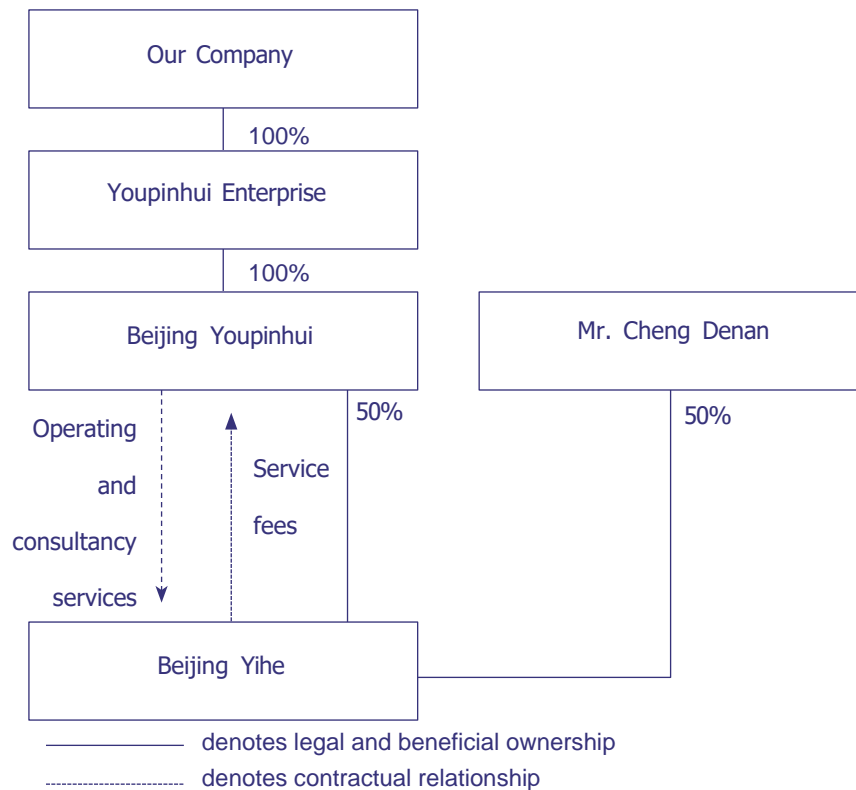 Our Company
100%
Youpinhui Enterprise
100%
Beijing Youpinhui
Mr. Cheng Denan
50%
50%
Operating
and
consultancy
services
Service
fees
Beijing Yihe
denotes legal and beneficial ownership
denotes contractual relationship